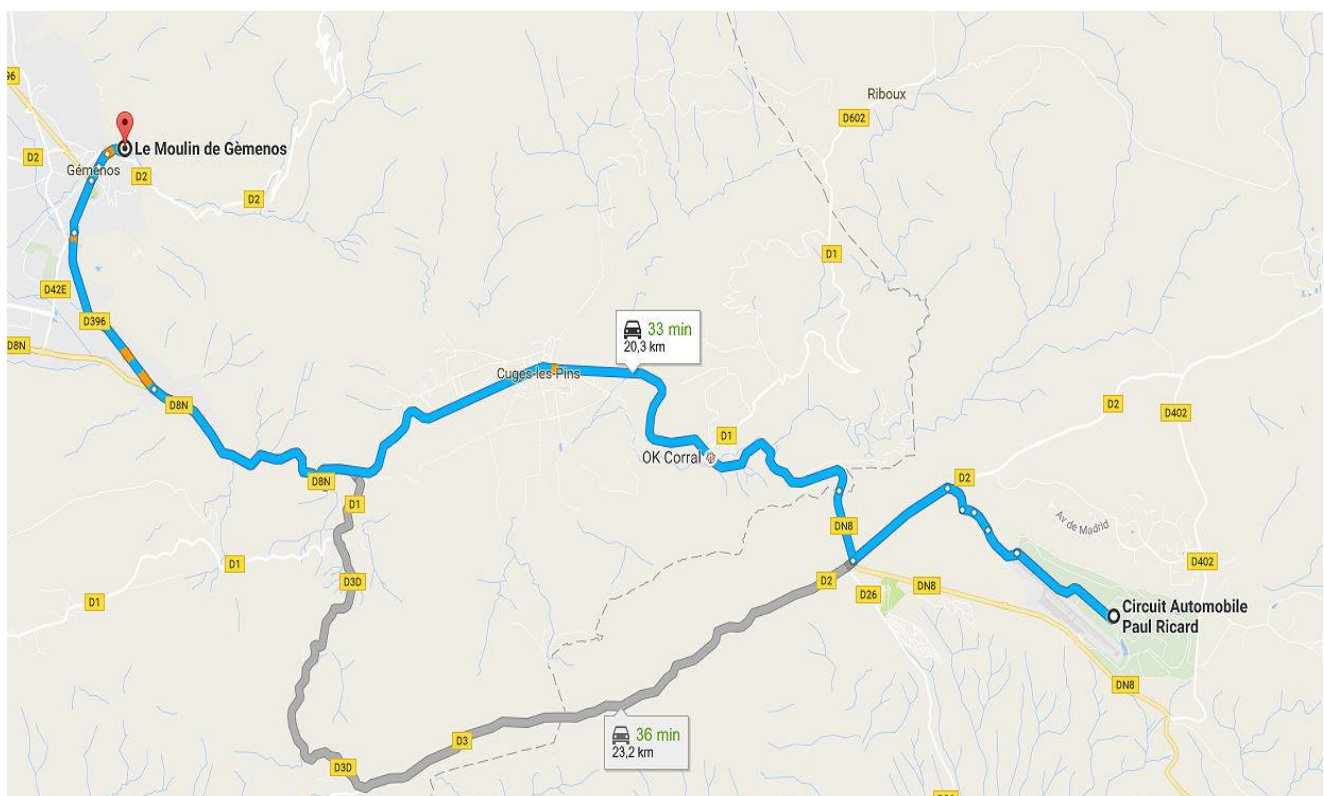 96
Riboux
D602
Le Moulin de Gèmenos
D2
Gémenos
D2
D2
D1
D42E
D396
33 min
20,3 km
D8N
Cuges-les-Pins
D8N
D2
D402
D1
OK Corral
D2
D8N
D1
DN8
Av de Madrid
D1
D3D
D2
DN8
D402
D26
D1
Circuit Automobile
Paul Ricard
DN8
36 min
23,2 km
D3
D3D